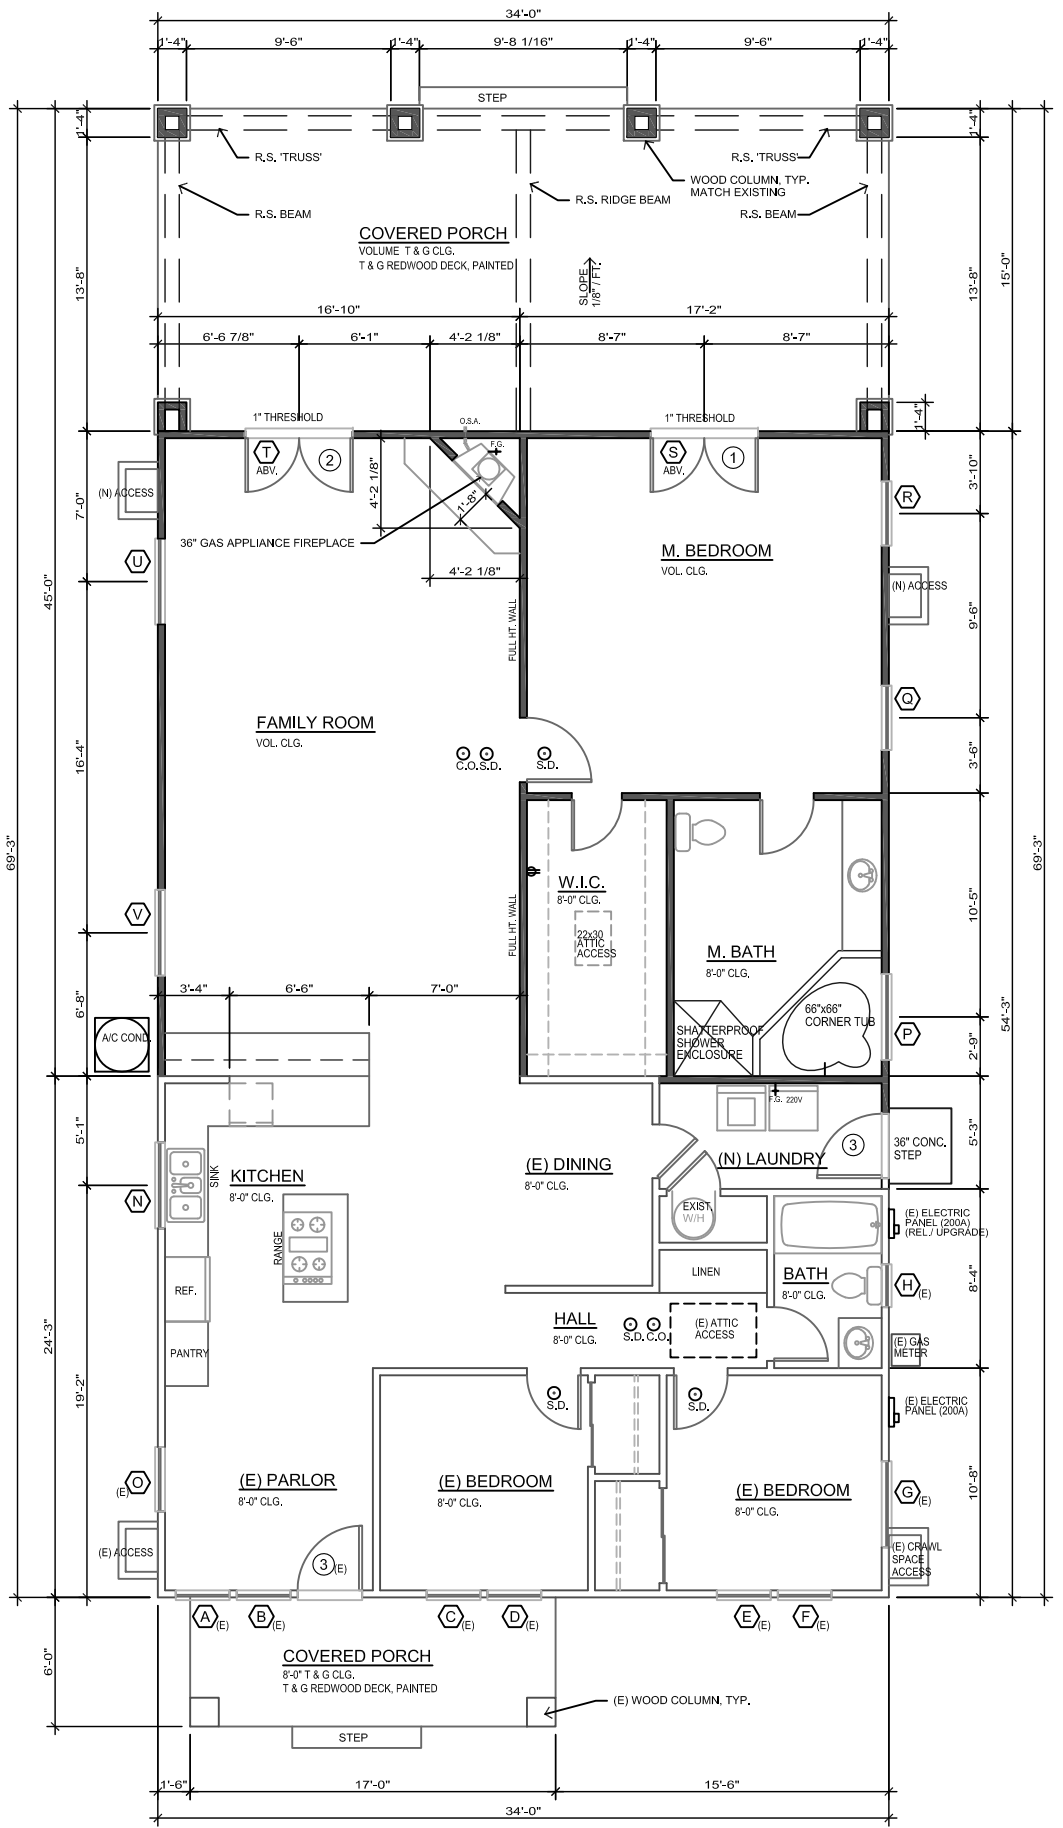 34'-0"
1'-4"
9'-6"
1'-4"
9'-8 1/16"
1'-4"
9'-6"
1'-4"
STEP
1'-4"
1'-4"
R.S. 'TRUSS'
R.S. 'TRUSS'
WOOD COLUMN, TYP.
MATCH EXISTING
R.S. RIDGE BEAM
R.S. BEAM
R.S. BEAM
COVERED PORCH
VOLUME T & G CLG.
T & G REDWOOD DECK, PAINTED
SLOPE
1/8" / FT.
13'-8"
13'-8"
15'-0"
16'-10"
17'-2"
6'-6 7/8"
6'-1"
4'-2 1/8"
8'-7"
8'-7"
1'-4"
1" THRESHOLD
O.S.A.
1" THRESHOLD
T
ABV.
2
F.G.
S
ABV.
1
3'-10"
(N) ACCESS
7'-0"
4'-2 1/8"
1'-8"
R
36" GAS APPLIANCE FIREPLACE
U
M. BEDROOM
VOL. CLG.
4'-2 1/8"
(N) ACCESS
45'-0"
FULL HT. WALL
9'-6"
Q
FAMILY ROOM
VOL. CLG.
C.O.
S.D.
S.D.
16'-4"
3'-6"
69'-3"
69'-3"
W.I.C.
8'-0" CLG.
10'-5"
V
FULL HT. WALL
22x30
ATTIC
ACCESS
M. BATH
8'-0" CLG.
3'-4"
6'-6"
7'-0"
6'-8"
54'-3"
66"x66"
CORNER TUB
A/C COND.
SHATTERPROOF
SHOWER
ENCLOSURE
P
2'-9"
F.G. 220V
5'-1"
5'-3"
36" CONC.
STEP
3
(N) LAUNDRY
(E) DINING
8'-0" CLG.
KITCHEN
8'-0" CLG.
SINK
N
EXIST.
W/H
(E) ELECTRIC
PANEL (200A)
(REL./ UPGRADE)
RANGE
REF.
LINEN
BATH
8'-0" CLG.
H
(E)
8'-4"
HALL
8'-0" CLG.
S.D.
C.O.
(E) ATTIC
ACCESS
(E) GAS
METER
PANTRY
24'-3"
19'-2"
S.D.
S.D.
(E) ELECTRIC
PANEL (200A)
(E) PARLOR
8'-0" CLG.
(E) BEDROOM
8'-0" CLG.
(E) BEDROOM
8'-0" CLG.
O
(E)
G
(E)
10'-8"
(E) ACCESS
(E) CRAWL
SPACE
ACCESS
3
(E)
A
(E)
B
(E)
C
(E)
D
(E)
E
(E)
F
(E)
6'-0"
COVERED PORCH
8'-0" T & G CLG.
T & G REDWOOD DECK, PAINTED
(E) WOOD COLUMN, TYP.
STEP
1'-6"
17'-0"
15'-6"
34'-0"